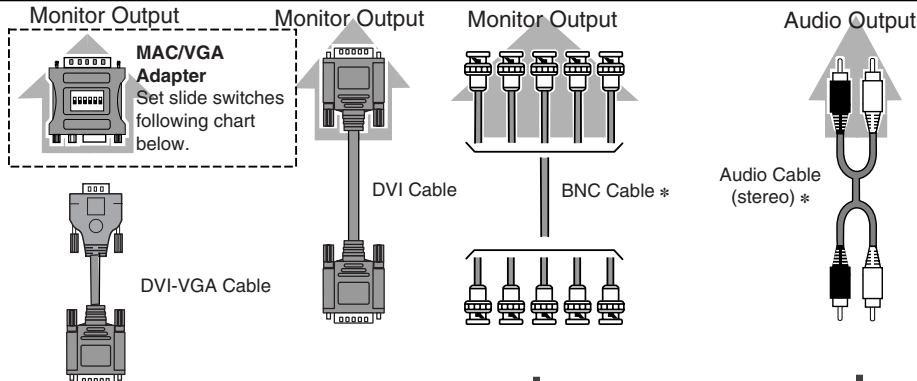 Monitor Output
Monitor Output
Monitor Output
Audio Output
MAC/VGA
Adapter
Set slide switches
following chart
below.
DVI Cable
BNC Cable *
Audio Cable
(stereo) *
DVI-VGA Cable